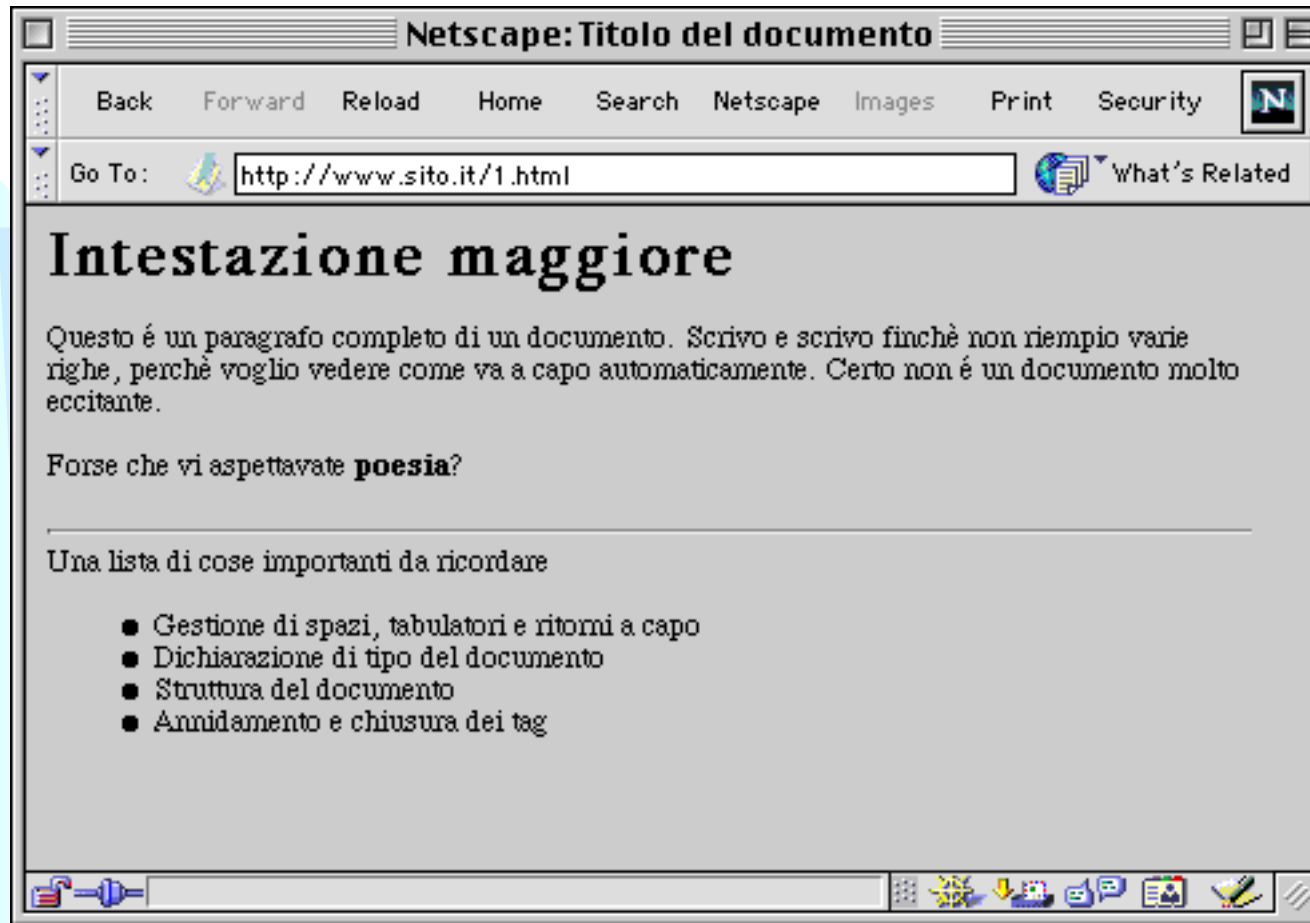 Netscape: Titolo del documento
Back Forward Reload Home Search Netscape Images Print Security N
Go To: http://www.sito.it/1.html What's Related
Intestazione maggiore
Questo é un paragrafo completo di un documento. Scrivo e scrivo finchè non riempio varie
righe, perchè voglio vedere come va a capo automaticamente. Certo non é un documento molto
eccitante.
Forse che vi aspettavate poesia?
Una lista di cose importanti da ricordare
Gestione di spazi, tabulatori e ritorni a capo
Dichiarazione di tipo del documento
Struttura del documento
Annidamento e chiusura dei tag